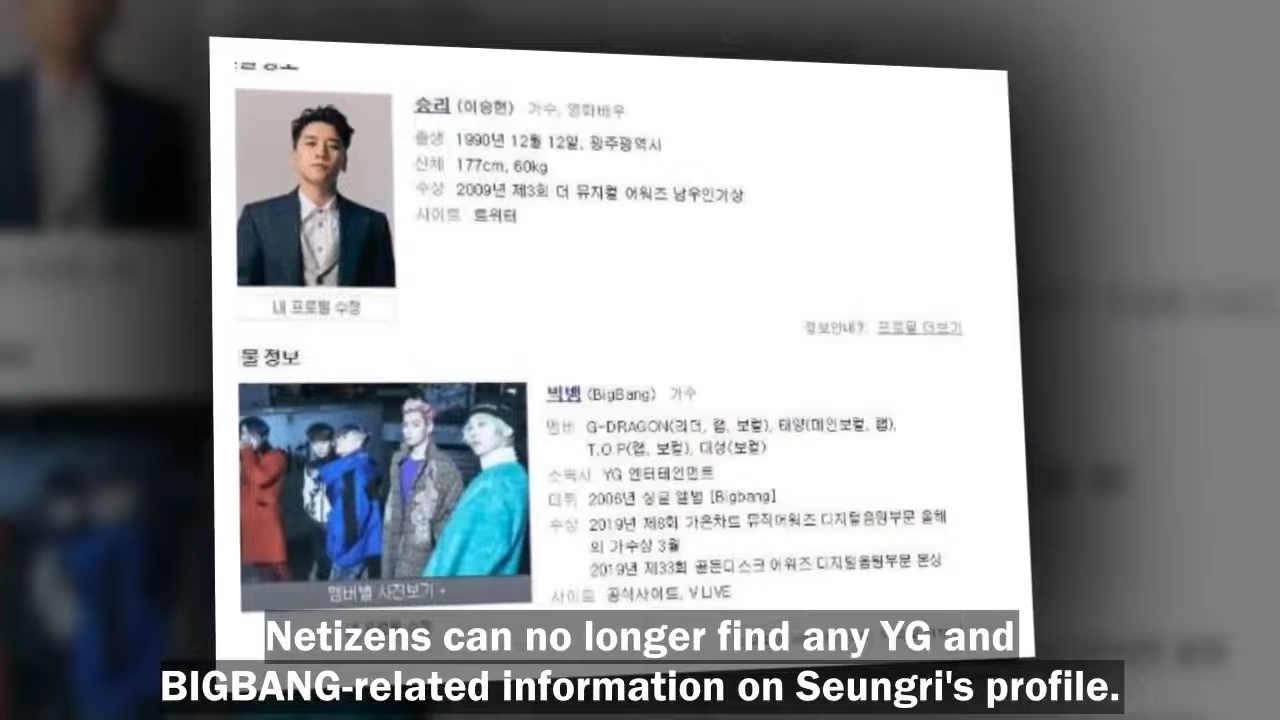 승리 (이승현) 가수, 영화배우
출생 1990년 12월 12일, 광주광역시
신체 177cm, 60kg
수상 2009년 제3회 더 뮤지컬 어워즈 남우인기상
사이트 트위터
내 프로필 수정
정보안내? 프로필 더보기
물 정보
빅뱅 (BigBang) 가수
멤버 G-DRAGON(리더, 랩, 보컬), 태양(메인보컬, 랩),
T.O.P(랩, 보컬), 대성(보컬)
소속사 YG 엔터테인먼트
데뷔 2006년 싱글 앨범 [Bigbang]
수상 2019년 제8회 가온차트 뮤직어워즈 디지털음원부문 올해
의 가수상 3월
2019년 제33회 골든디스크 어워즈 디지털음원부문 본상
사이트 공식사이트, V LIVE
멤버별 사진보기 +
Netizens can no longer find any YG and
BIGBANG-related information on Seungri's profile.